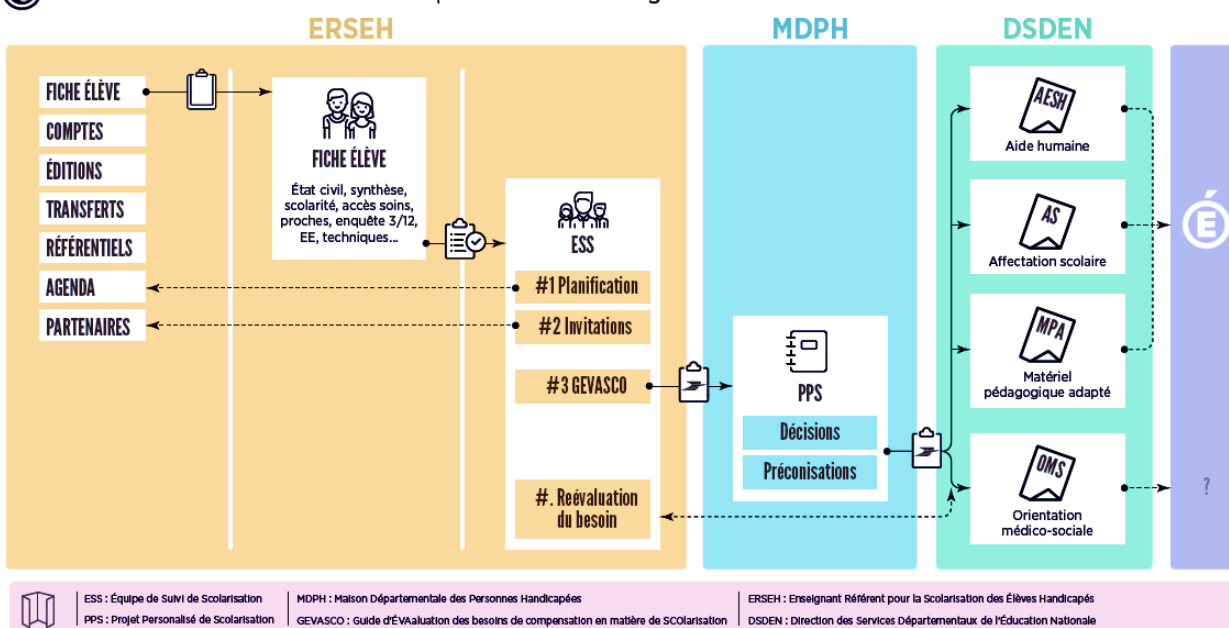 ERSEH
MDPH
DSDEN
FICHE ÉLÈVE
COMPTES
ÉDITIONS
TRANSFERTS
RÉFÉRENTIELS
AGENDA
PARTENAIRES
FICHE ÉLÈVE
État civil, synthèse,
scolarité, accès soins,
proches, enquête 3/12,
EE, techniques...
ESS
#1 Planification
#2 Invitations
#3 GEVASCO
#. Reévaluation
du besoin
PPS
Décisions
Préconisations
AESH
Aide humaine
AS
Affectation scolaire
MPA
Matériel
pédagogique adapté
OMS
Orientation
médico-sociale
É
?
ESS : Équipe de Suivi de Scolarisation
PPS : Projet Personalisé de Scolarisation
MDPH : Maison Départementale des Personnes Handicapées
GEVASCO : Guide d'ÉVAaluation des besoins de compensation en matière de SCOlarisation
ERSEH : Enseignant Référent pour la Scolarisation des Élèves Handicapés
DSDEN : Direction des Services Départementaux de l'Éducation Nationale